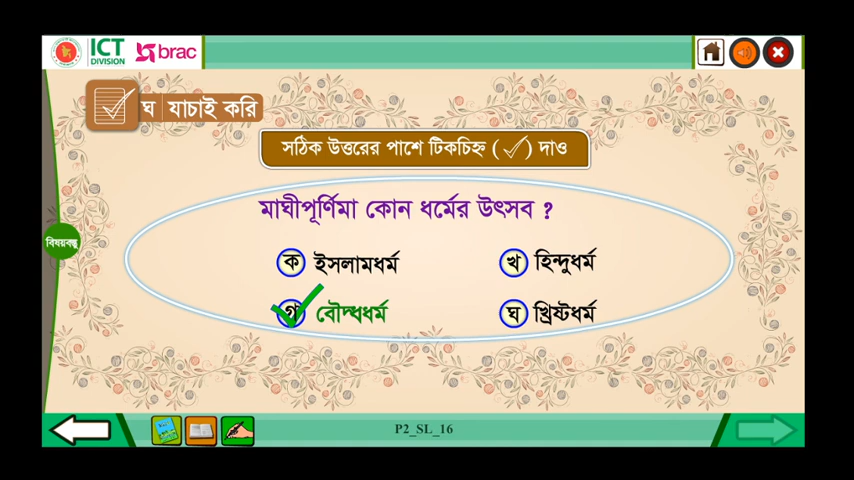 ICT
DIVISION
brac
ঘ যাচাই করি
সঠিক উত্তরের পাশে টিকচিহ্ন (✓) দাও
মাঘীপূর্ণিমা কোন ধর্মের উৎসব ?
ক ইসলামধর্ম
খ হিন্দুধর্ম
গ বৌদ্ধধর্ম
ঘ খ্রিষ্টধর্ম
বিষয়বস্তু
P2_SL_16